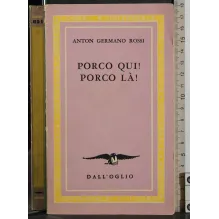 ANTON GERMANO ROSSI
PORCO QUI!
PORCO LÀ!
DALL'OGLIO